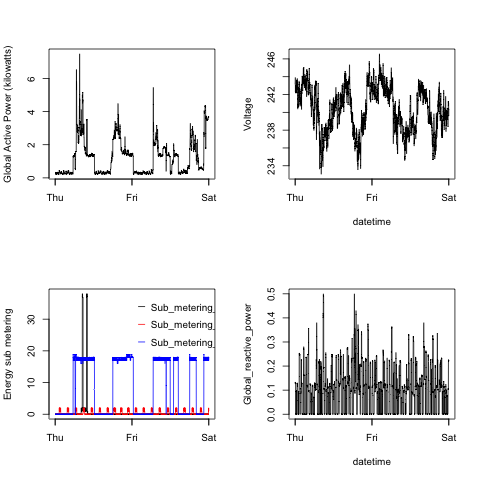 Global Active Power (kilowatts)
0 2 4 6
Thu Fri Sat
Voltage
234 238 242 246
Thu Fri Sat
datetime
Energy sub metering
0 10 20 30
Sub_metering_
Sub_metering_
Sub_metering_
Thu Fri Sat
Global_reactive_power
0.0 0.1 0.2 0.3 0.4 0.5
Thu Fri Sat
datetime